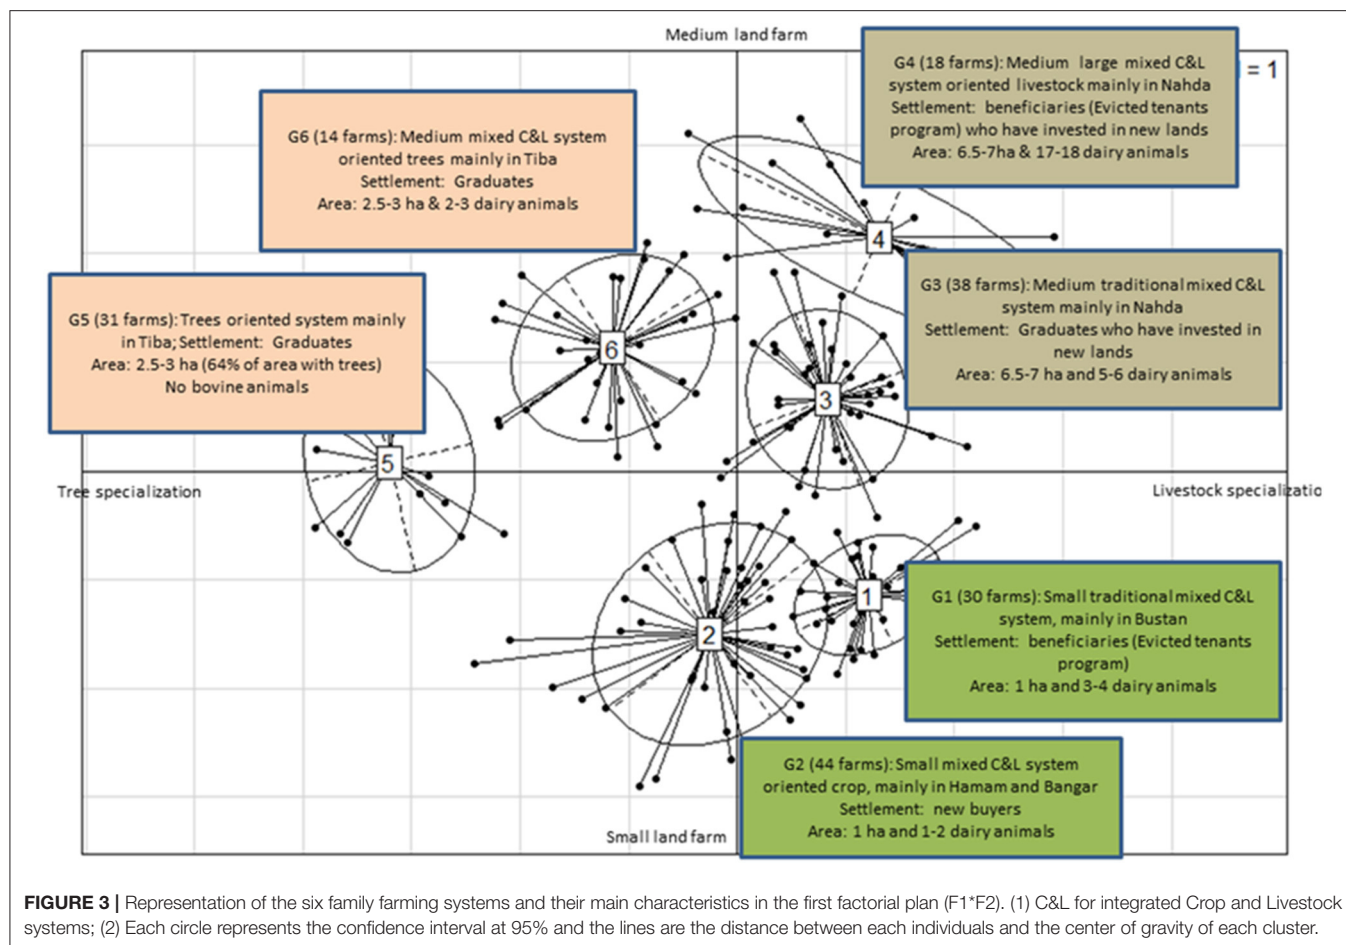 Medium land farm
G4 (18 farms): Medium large mixed C&L
system oriented livestock mainly in Nahda
Settlement: beneficiaries (Evicted tenants
program) who have invested in new lands
Area: 6.5-7ha & 17-18 dairy animals
= 1
G6 (14 farms): Medium mixed C&L system
oriented trees mainly in Tiba
Settlement: Graduates
Area: 2.5-3 ha & 2-3 dairy animals
4
G3 (38 farms): Medium traditional mixed C&L
system mainly in Nahda
Settlement: Graduates who have invested in
new lands
Area: 6.5-7 ha and 5-6 dairy animals
G5 (31 farms): Trees oriented system mainly
in Tiba; Settlement: Graduates
Area: 2.5-3 ha (64% of area with trees)
No bovine animals
6
3
5
Tree specialization
Livestock specializatio
1
2
G1 (30 farms): Small traditional mixed C&L
system, mainly in Bustan
Settlement: beneficiaries (Evicted tenants
program)
Area: 1 ha and 3-4 dairy animals
G2 (44 farms): Small mixed C&L system
oriented crop, mainly in Hamam and Bangar
Settlement: new buyers
Area: 1 ha and 1-2 dairy animals
Small land farm
FIGURE 3 | Representation of the six family farming systems and their main characteristics in the first factorial plan (F1*F2). (1) C&L for integrated Crop and Livestock
systems; (2) Each circle represents the confidence interval at 95% and the lines are the distance between each individuals and the center of gravity of each cluster.